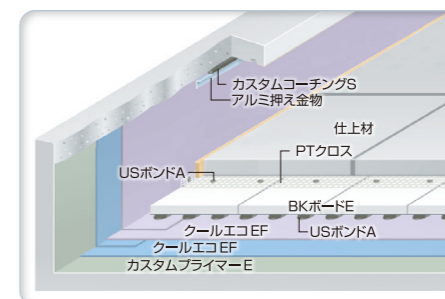 カスタムコーチングS
アルミ押え金物
仕上材
PTクロス
USボンドA
BKボードE
クールエコEF
USボンドA
クールエコEF
カスタムプライマーE